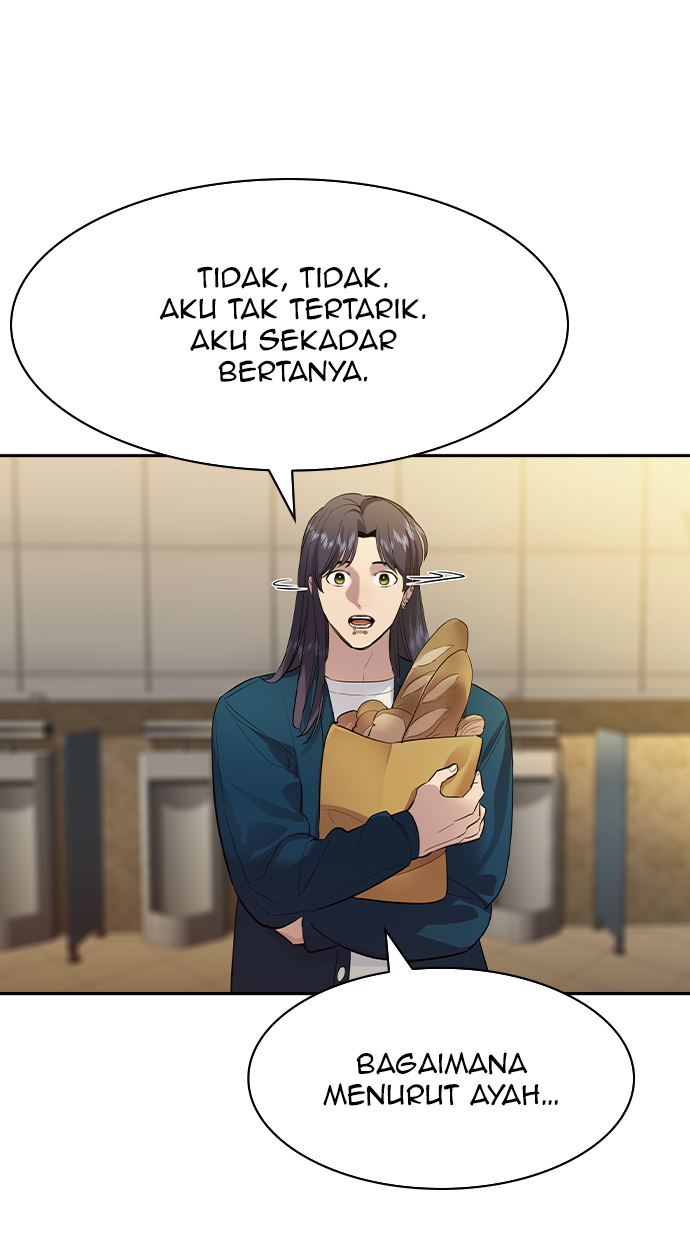 TIDAK, TIDAK.
AKU TAK TERTARIK.
AKU SEKADAR
BERTANYA.
BAGAIMANA
MENURUT AYAH...